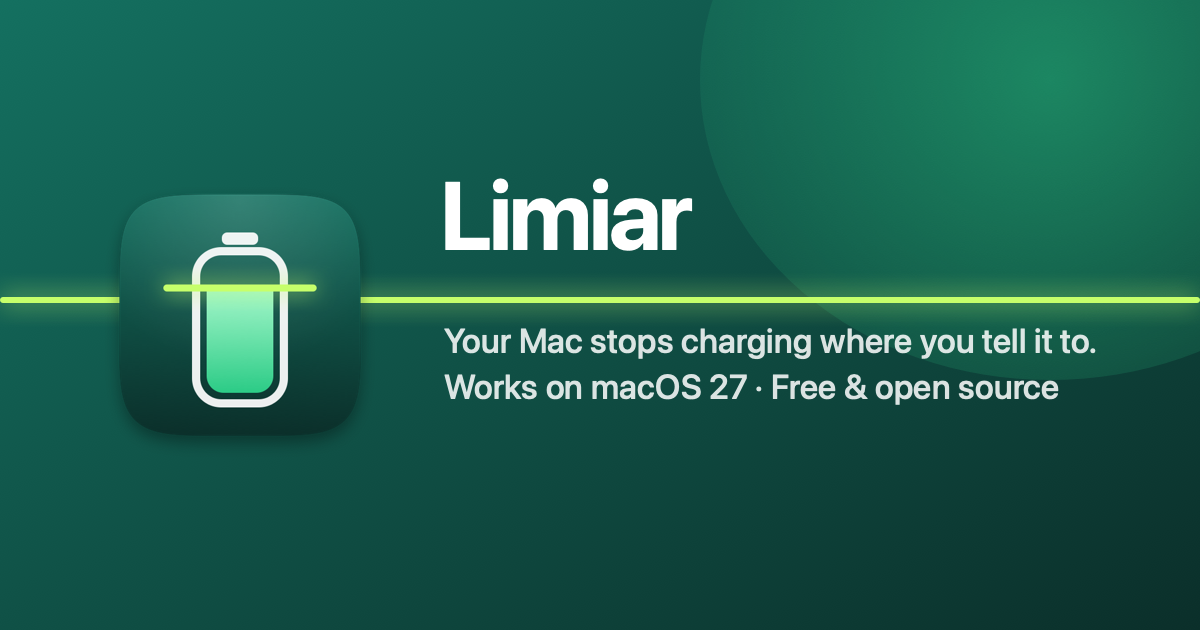 Limiar
Your Mac stops charging where you tell it to.
Works on macOS 27 · Free & open source